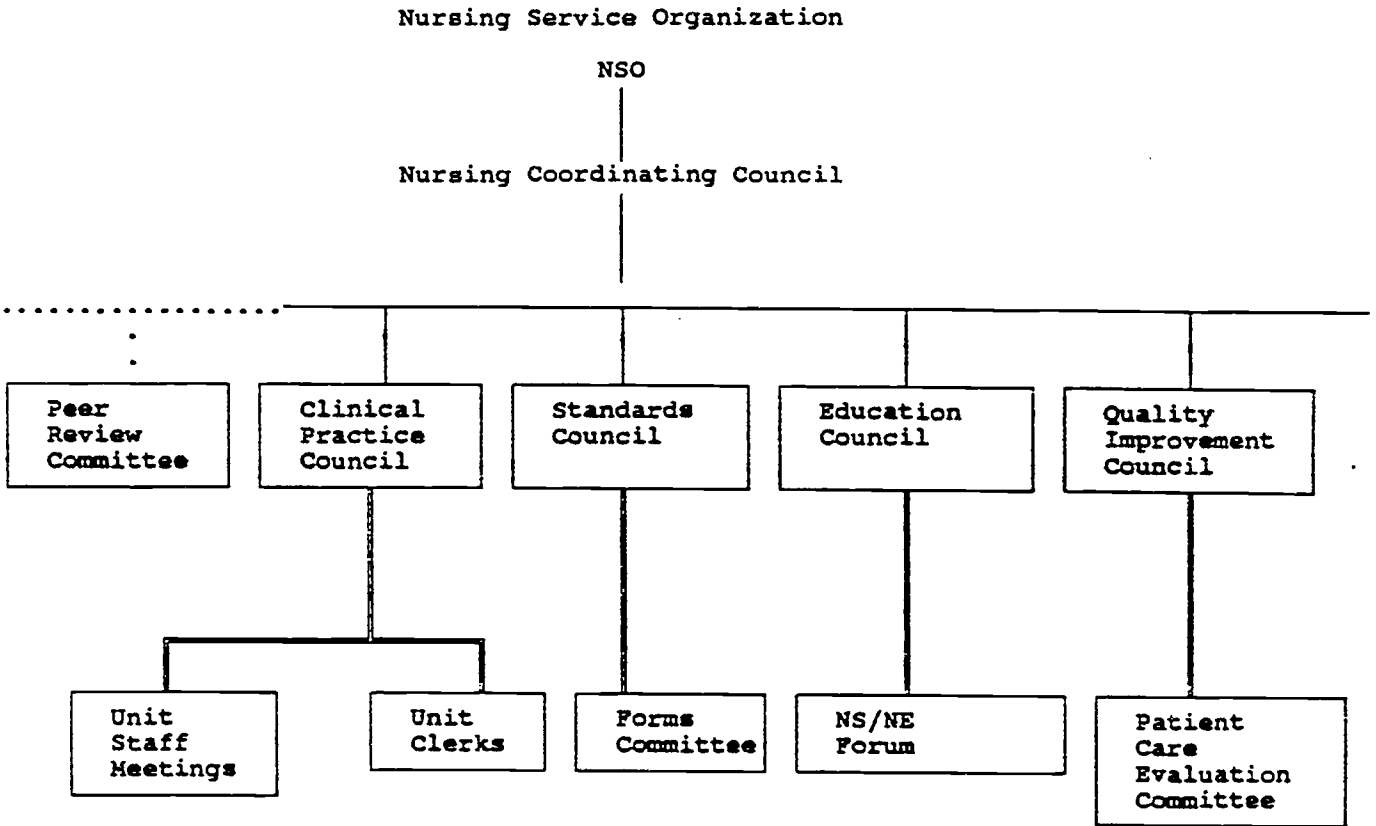 Nursing Service Organization
NSO
Nursing Coordinating Council
Peer
Review
Committee
Clinical
Practice
Council
Standards
Council
Education
Council
Quality
Improvement
Council
Unit
Staff
Meetings
Unit
Clerks
Forms
Committee
NS/NE
Forum
Patient
Care
Evaluation
Committee